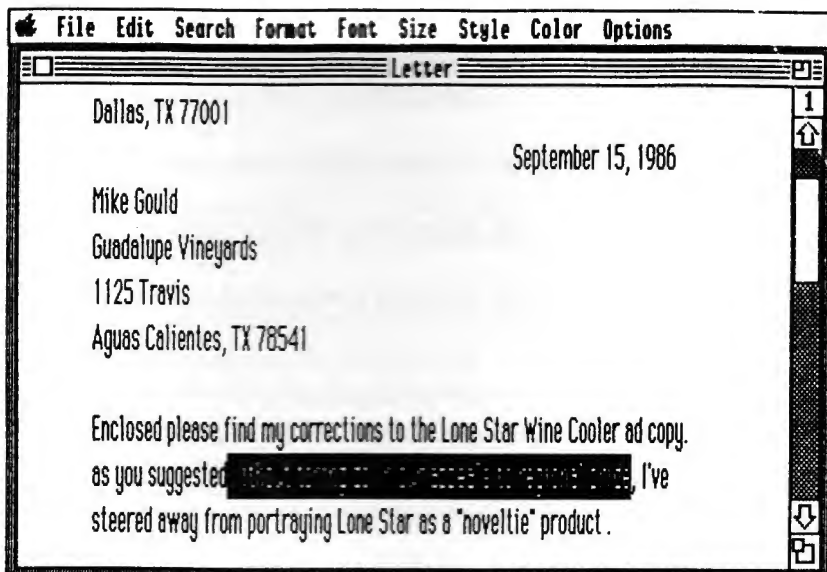 File Edit Search Format Font Size Style Color Options
Letter
1
Dallas, TX 77001
September 15, 1986
Mike Gould
Guadalupe Vineyards
1125 Travis
Aguas Calientes, TX 78541
Enclosed please find my corrections to the Lone Star Wine Cooler ad copy.
as you suggested , I've
steered away from portraying Lone Star as a "noveltie" product .